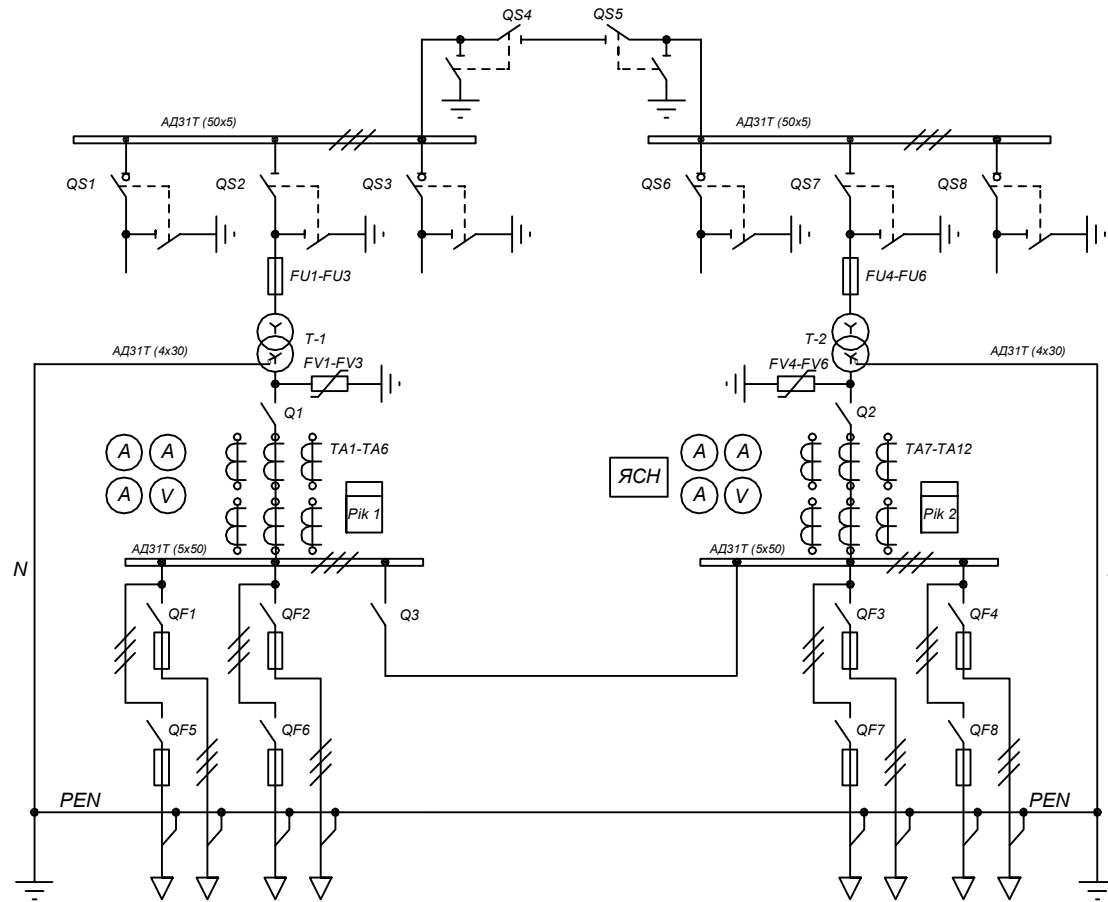 QS4
QS5
АД31Т (50x5)
АД31Т (50x5)
QS1
QS2
QS3
QS6
QS7
QS8
FU1-FU3
FU4-FU6
T-1
T-2
АД31Т (4x30)
АД31Т (4x30)
FV1-FV3
FV4-FV6
Q1
Q2
A
A
TA1-TA6
A
A
TA7-TA12
ЯСН
A
V
Pik 1
A
V
Pik 2
АД31Т (5x50)
АД31Т (5x50)
N
QF1
QF2
Q3
QF3
QF4
QF5
QF6
QF7
QF8
PEN
PEN